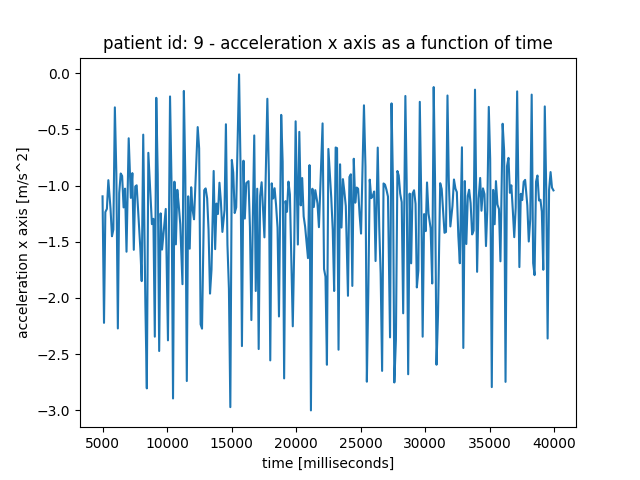 patient id: 9 - acceleration x axis as a function of time
0.0
−0.5
−1.0
−1.5
−2.0
−2.5
−3.0
acceleration x axis [m/s^2]
5000 10000 15000 20000 25000 30000 35000 40000
time [milliseconds]